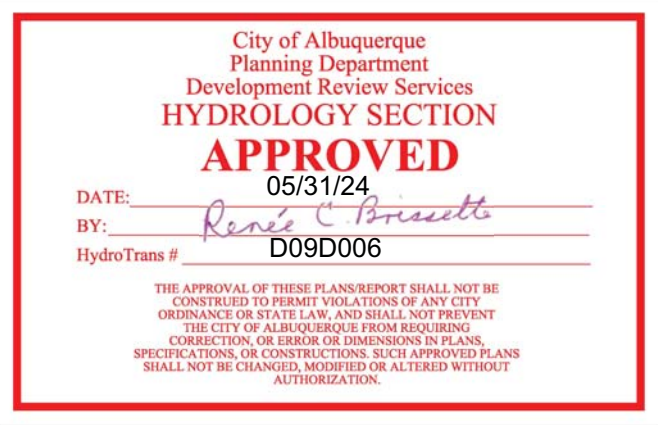 City of Albuquerque
Planning Department
Development Review Services
HYDROLOGY SECTION
APPROVED
DATE: 05/31/24
BY: Renée C. Brissette
HydroTrans # D09D006
THE APPROVAL OF THESE PLANS/REPORT SHALL NOT BE
CONSTRUED TO PERMIT VIOLATIONS OF ANY CITY
ORDINANCE OR STATE LAW, AND SHALL NOT PREVENT
THE CITY OF ALBUQUERQUE FROM REQUIRING
CORRECTION, OR ERROR OR DIMENSIONS IN PLANS,
SPECIFICATIONS, OR CONSTRUCTIONS. SUCH APPROVED PLANS
SHALL NOT BE CHANGED, MODIFIED OR ALTERED WITHOUT
AUTHORIZATION.